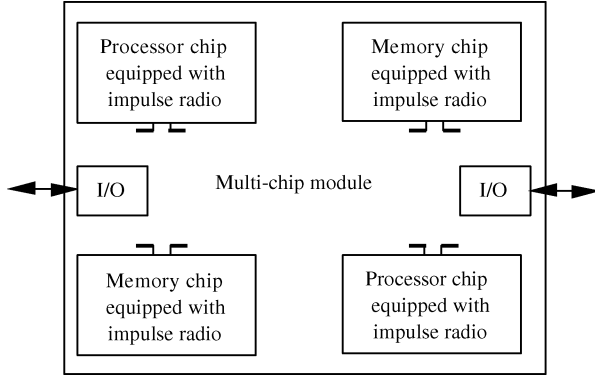 Processor chip
equipped with
impulse radio
Memory chip
equipped with
impulse radio
I/O
Multi-chip module
I/O
Memory chip
equipped with
impulse radio
Processor chip
equipped with
impulse radio